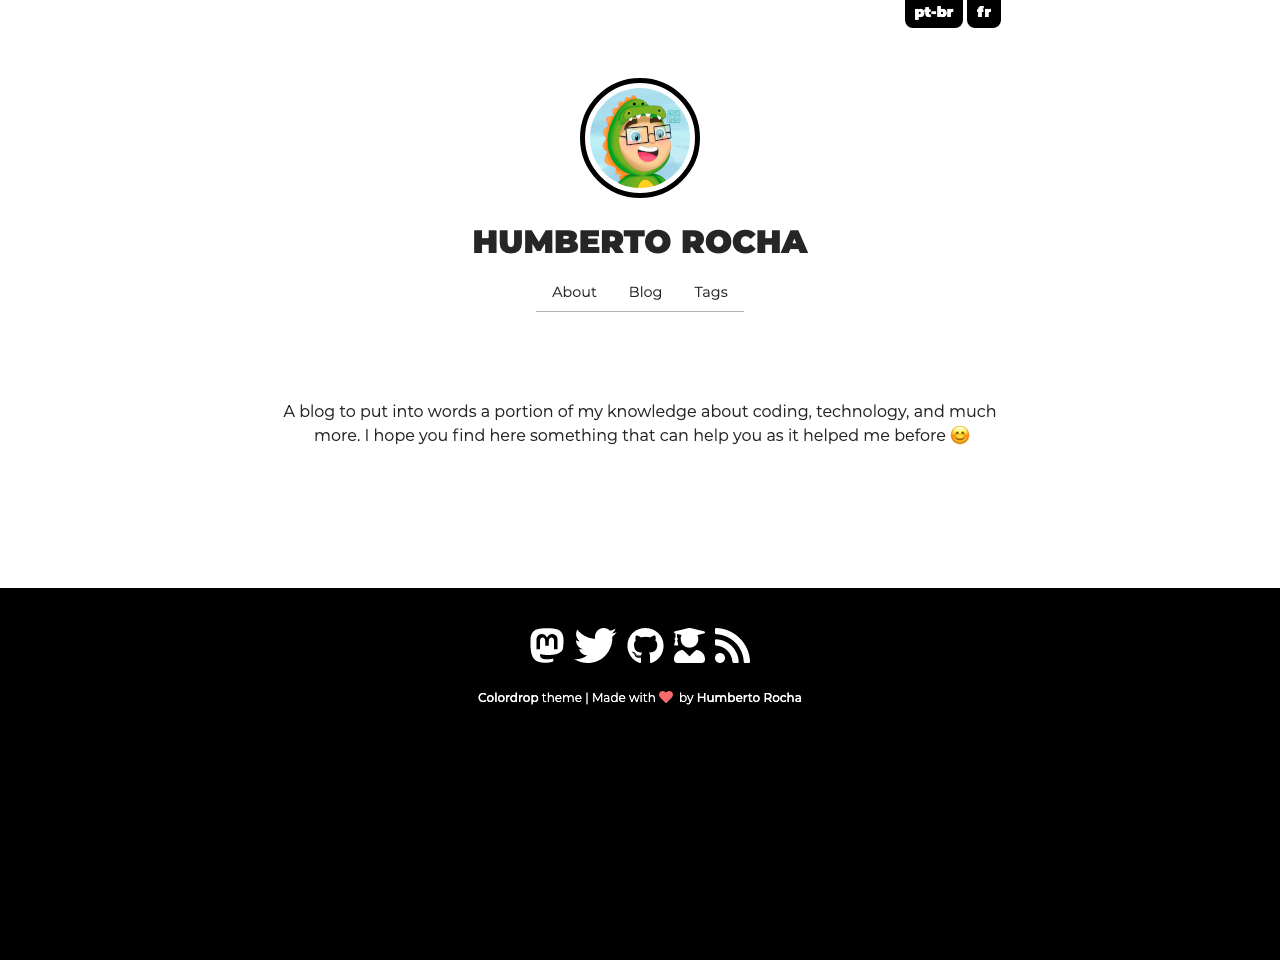 pt-br fr
HUMBERTO ROCHA
About Blog Tags
A blog to put into words a portion of my knowledge about coding, technology, and much
more. I hope you find here something that can help you as it helped me before 😊
Colordrop theme | Made with ❤ by Humberto Rocha